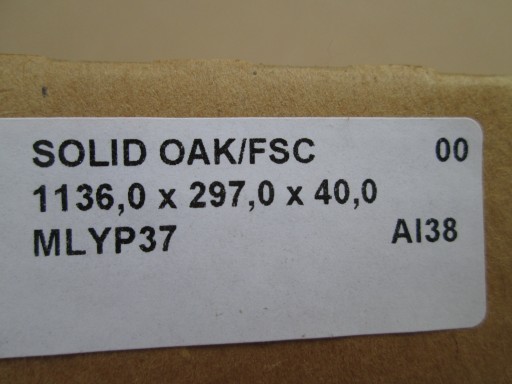 SOLID OAK/FSC 00
1136,0 x 297,0 x 40,0
MLYP37 AI38